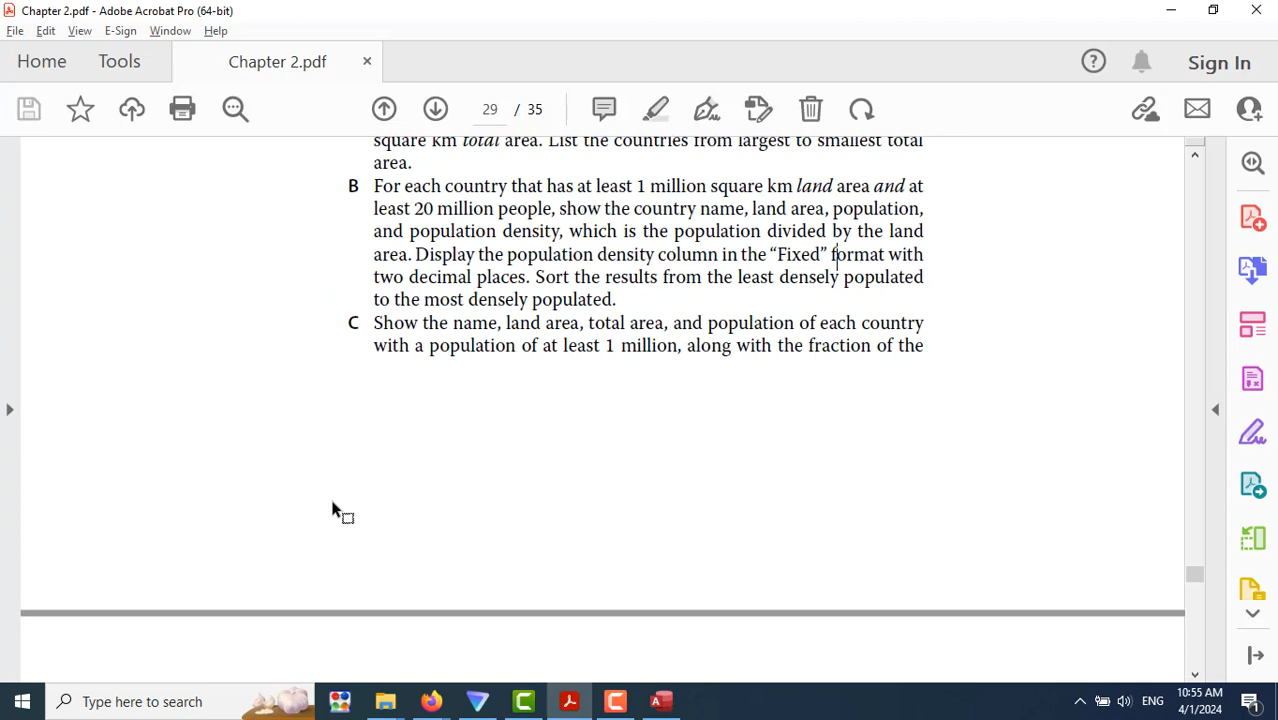 Chapter 2.pdf - Adobe Acrobat Pro (64-bit)
File Edit View E-Sign Window Help
Home Tools Chapter 2.pdf × Sign In
29 / 35
square km total area. List the countries from largest to smallest total
area.
B For each country that has at least 1 million square km land area and at
least 20 million people, show the country name, land area, population,
and population density, which is the population divided by the land
area. Display the population density column in the “Fixed” format with
two decimal places. Sort the results from the least densely populated
to the most densely populated.
C Show the name, land area, total area, and population of each country
with a population of at least 1 million, along with the fraction of the
Type here to search
ENG
10:55 AM
4/1/2024
1